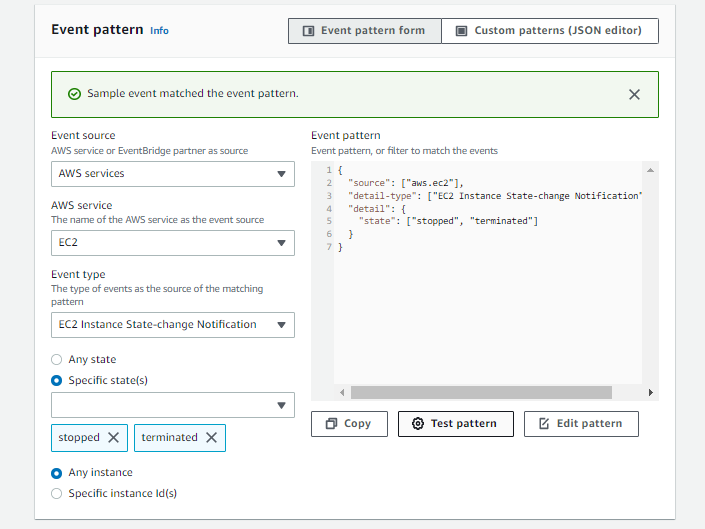 Event pattern Info
Event pattern form
Custom patterns (JSON editor)
Sample event matched the event pattern.
Event source
AWS service or EventBridge partner as source
AWS services
AWS service
The name of the AWS service as the event source
EC2
Event type
The type of events as the source of the matching
pattern
EC2 Instance State-change Notification
Any state
Specific state(s)
stopped
terminated
Any instance
Specific instance Id(s)
Event pattern
Event pattern, or filter to match the events
1 {
2 "source": ["aws.ec2"],
3 "detail-type": ["EC2 Instance State-change Notification"
4 "detail": {
5 "state": ["stopped", "terminated"]
6 }
7 }
Copy
Test pattern
Edit pattern